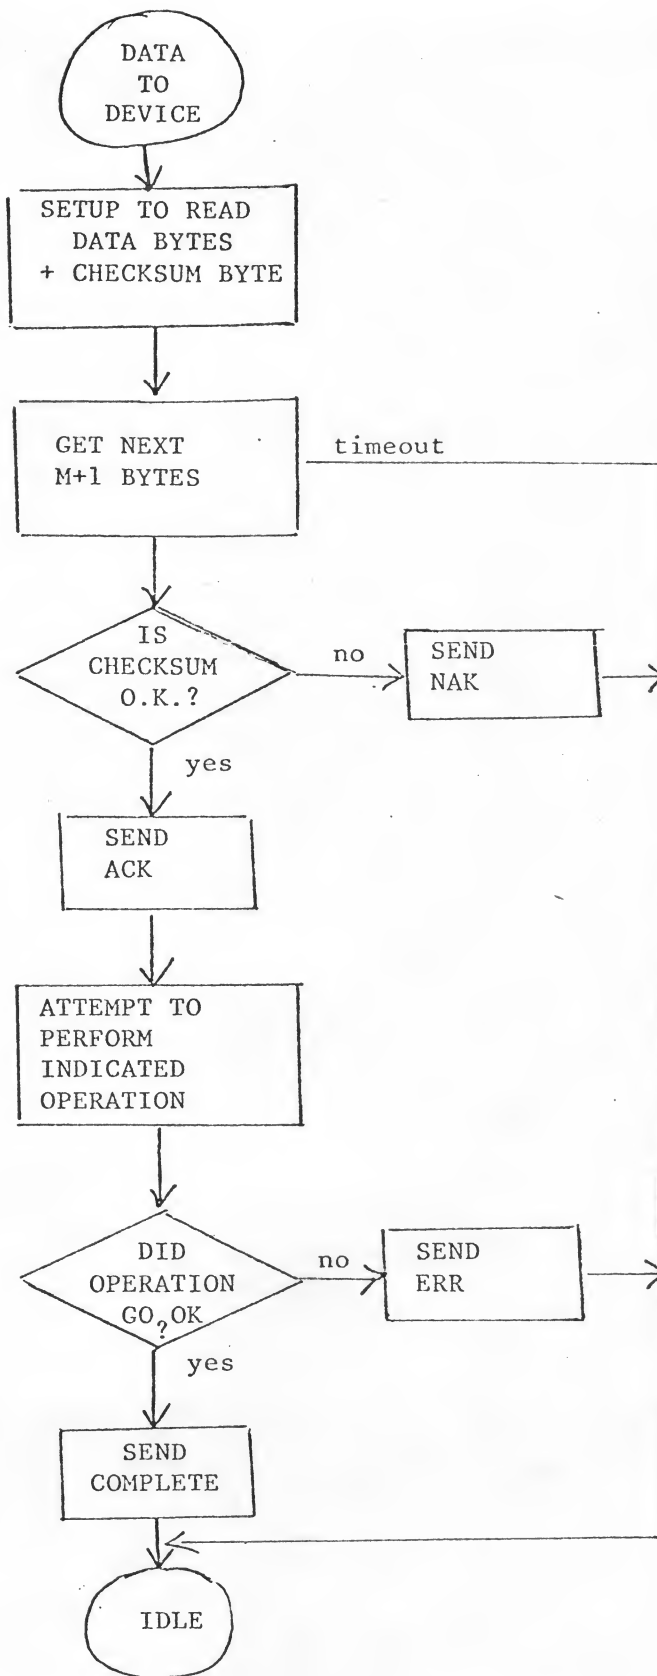 DATA
TO
DEVICE
SETUP TO READ
DATA BYTES
+ CHECKSUM BYTE
GET NEXT
M+1 BYTES
timeout
IS
CHECKSUM
O.K.?
no
SEND
NAK
yes
SEND
ACK
ATTEMPT TO
PERFORM
INDICATED
OPERATION
DID
OPERATION
GO OK
?
no
SEND
ERR
yes
SEND
COMPLETE
IDLE